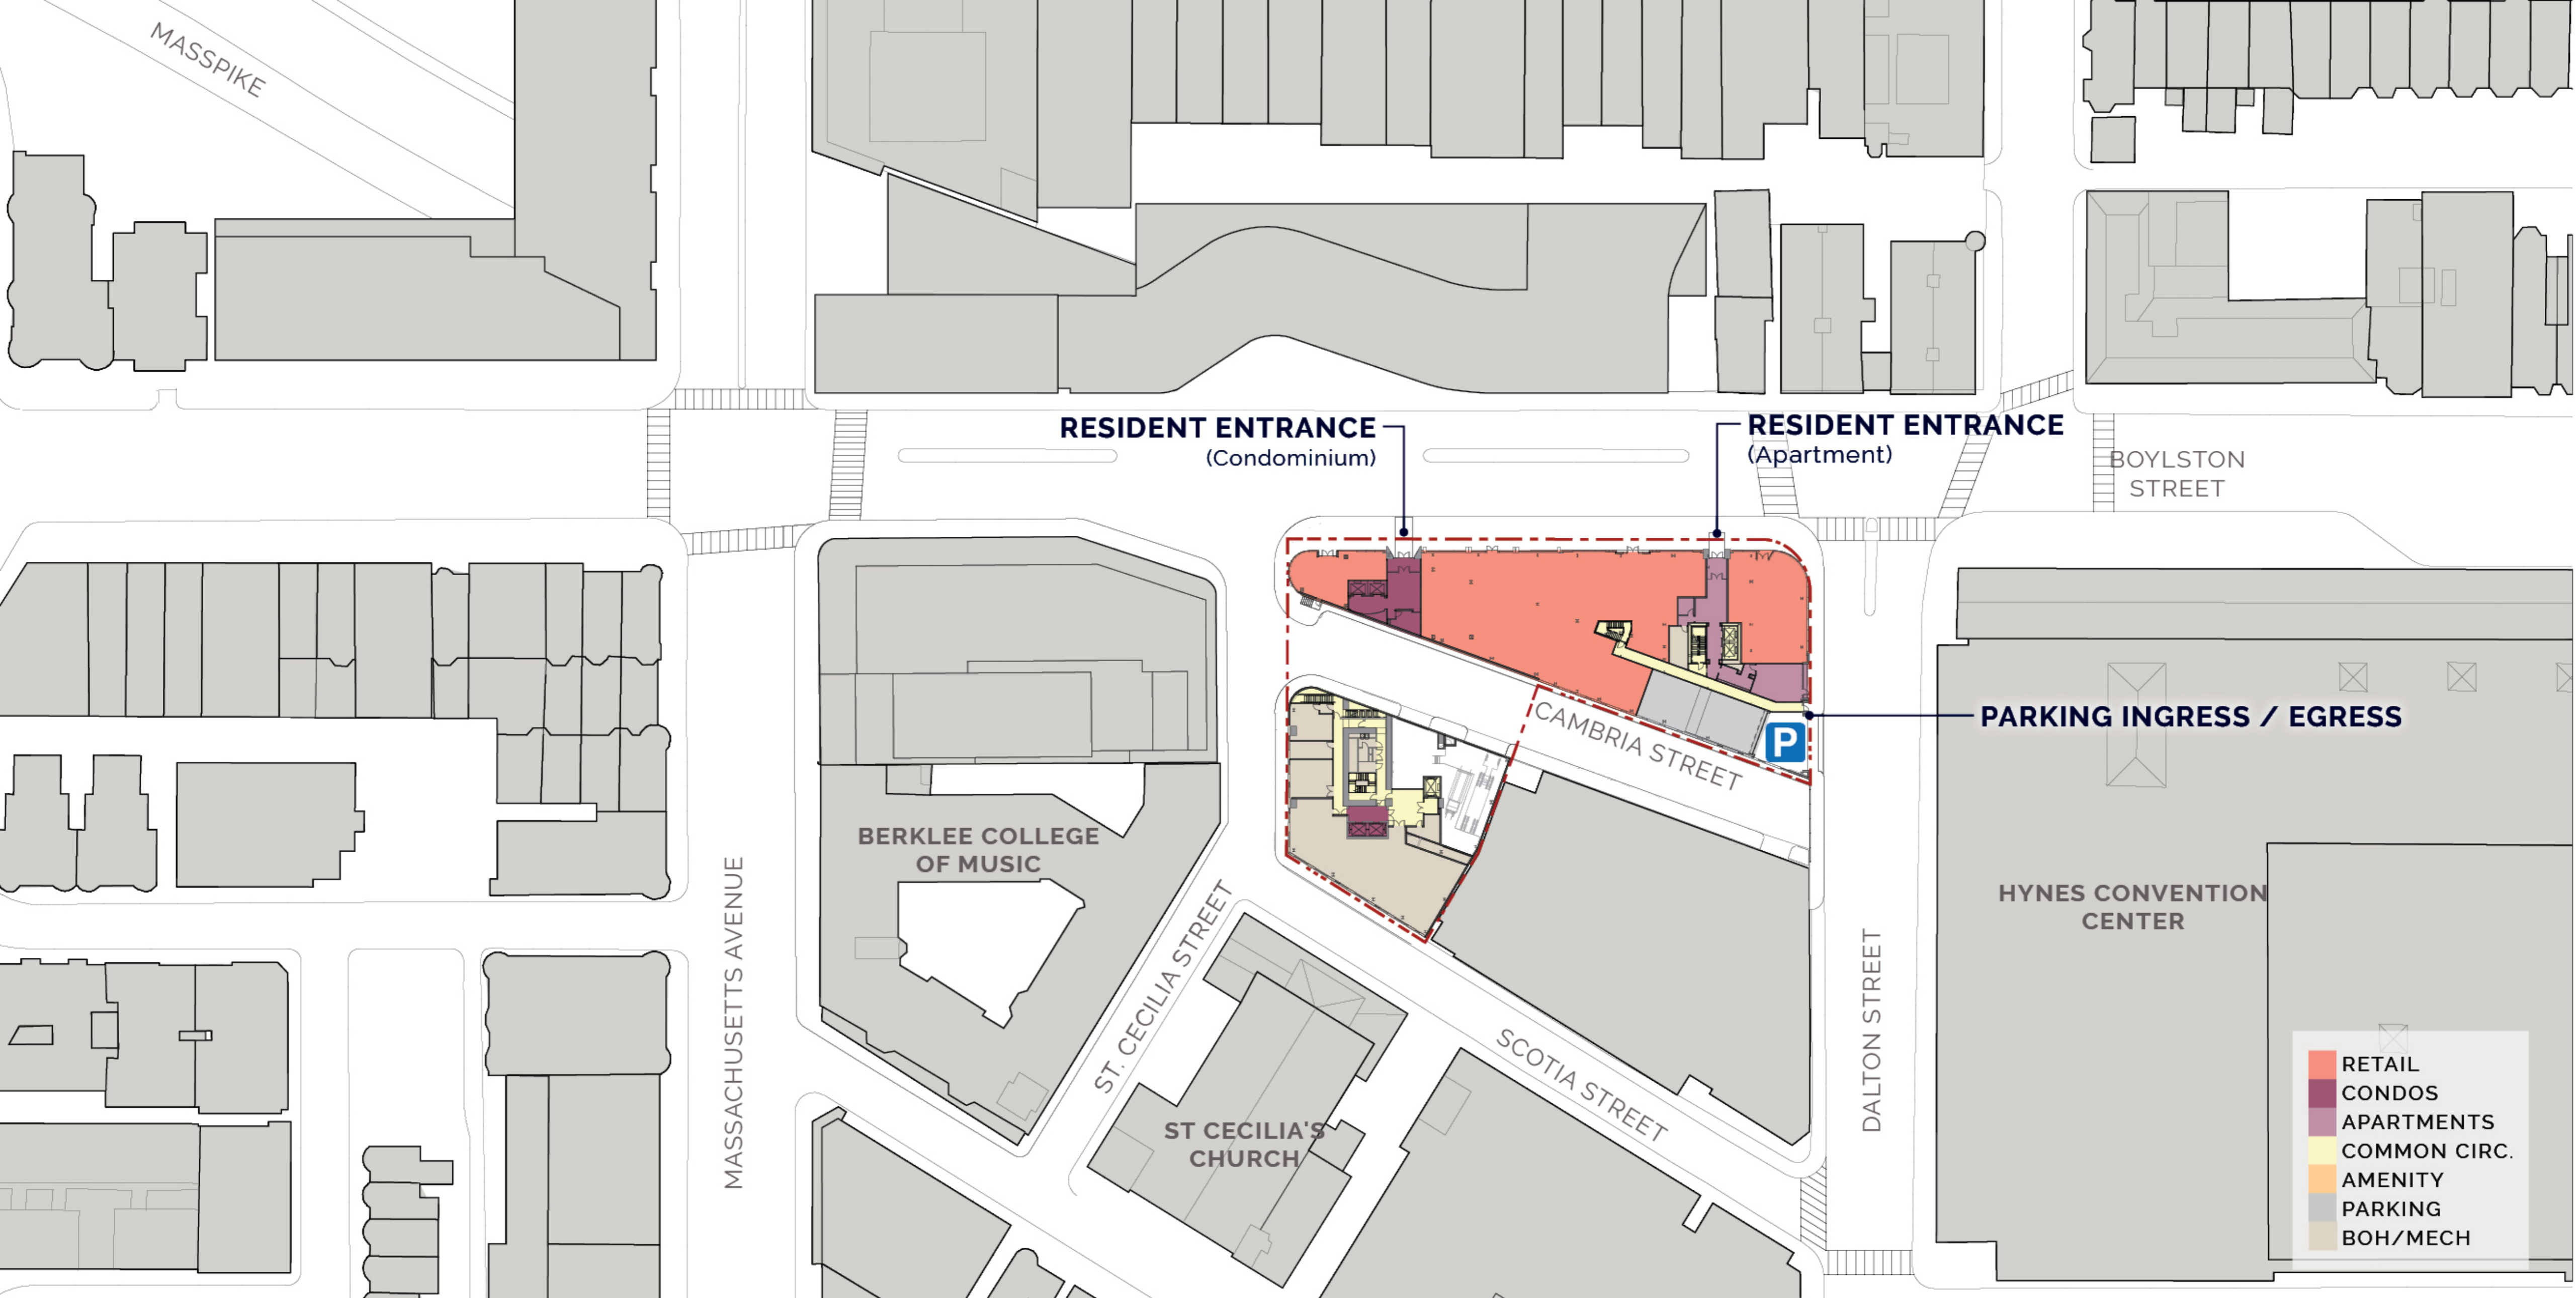 MASSPIKE
RESIDENT ENTRANCE
(Condominium)
RESIDENT ENTRANCE
(Apartment)
BOYLSTON
STREET
PARKING INGRESS / EGRESS
P
CAMBRIA STREET
BERKLEE COLLEGE
OF MUSIC
MASSACHUSETTS AVENUE
ST. CECILIA STREET
HYNES CONVENTION
CENTER
DALTON STREET
SCOTIA STREET
ST CECILIA'S
CHURCH
RETAIL
CONDOS
APARTMENTS
COMMON CIRC.
AMENITY
PARKING
BOH/MECH